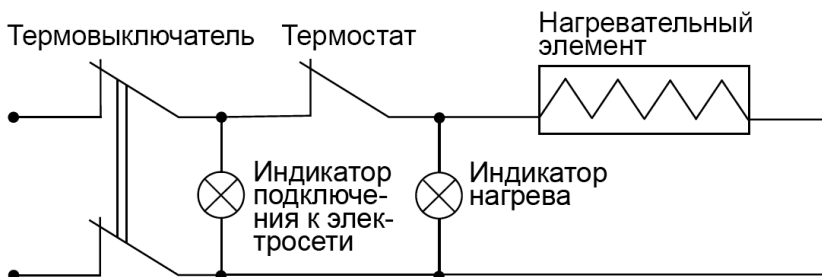 Нагревательный
элемент
Термовыключатель
Термостат
Индикатор
подключе-
ния к элек-
тросети
Индикатор
нагрева